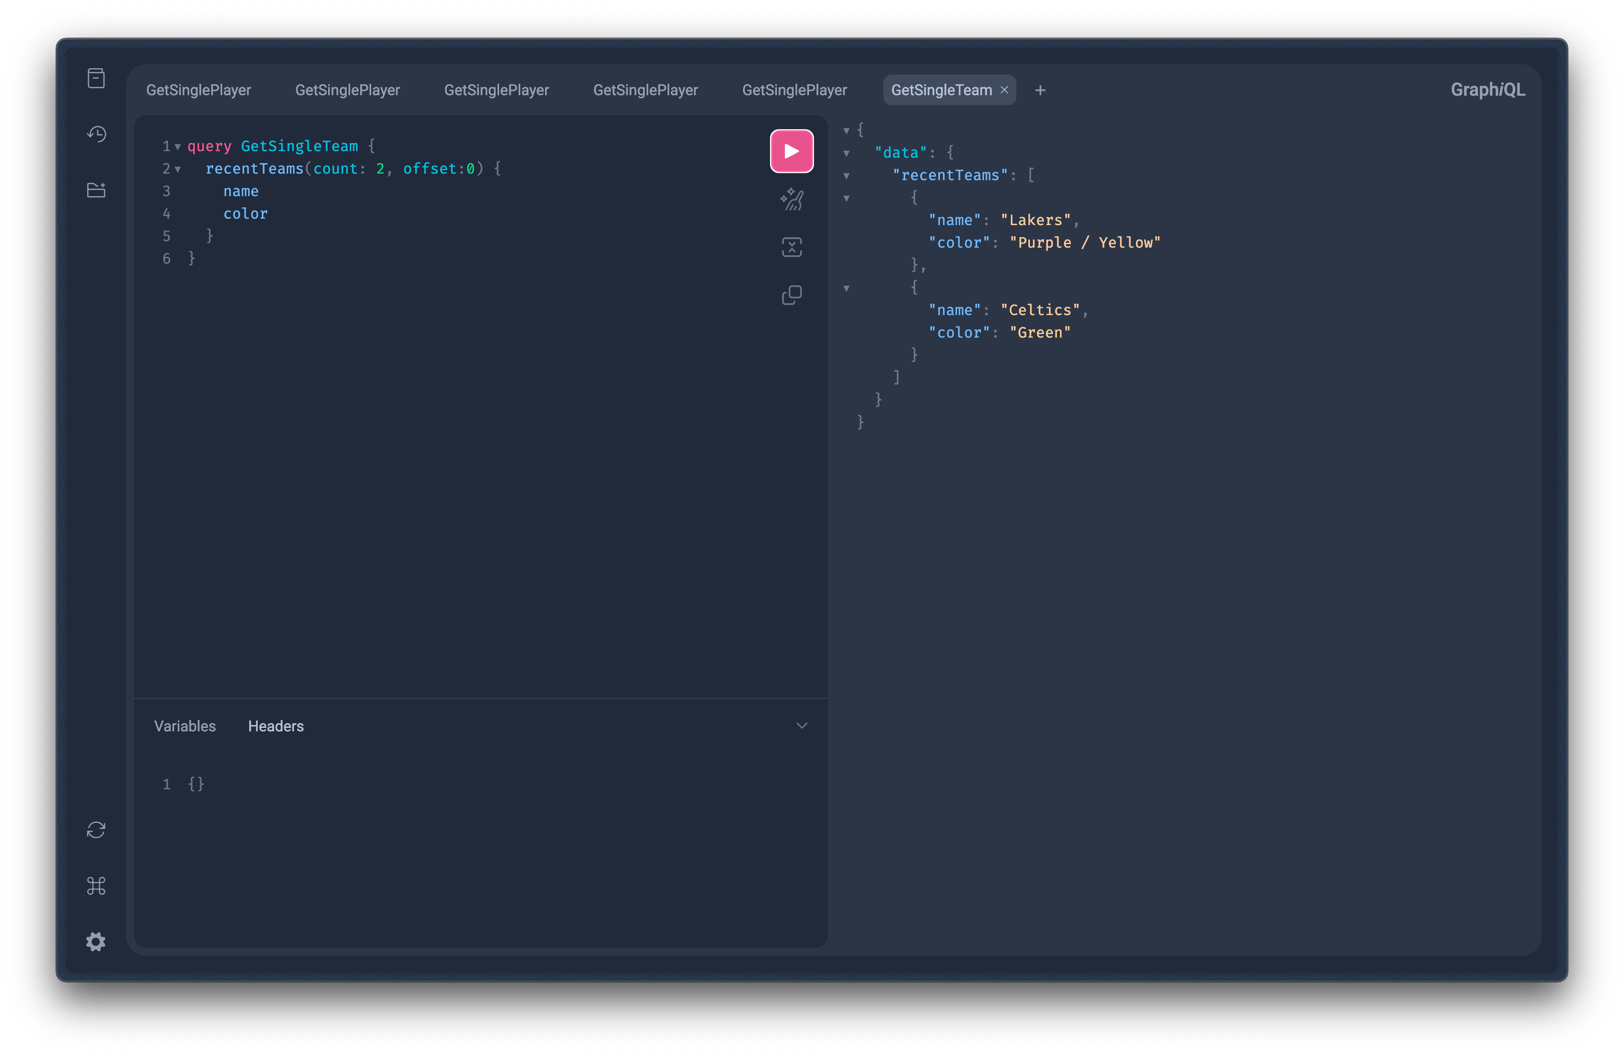 GetSinglePlayer GetSinglePlayer GetSinglePlayer GetSinglePlayer GetSinglePlayer GetSingleTeam × + GraphiQL
1 query GetSingleTeam {
2   recentTeams(count: 2, offset:0) {
3     name
4     color
5   }
6 }
Variables Headers
1 {}
{
  "data": {
    "recentTeams": [
      {
        "name": "Lakers",
        "color": "Purple / Yellow"
      },
      {
        "name": "Celtics",
        "color": "Green"
      }
    ]
  }
}